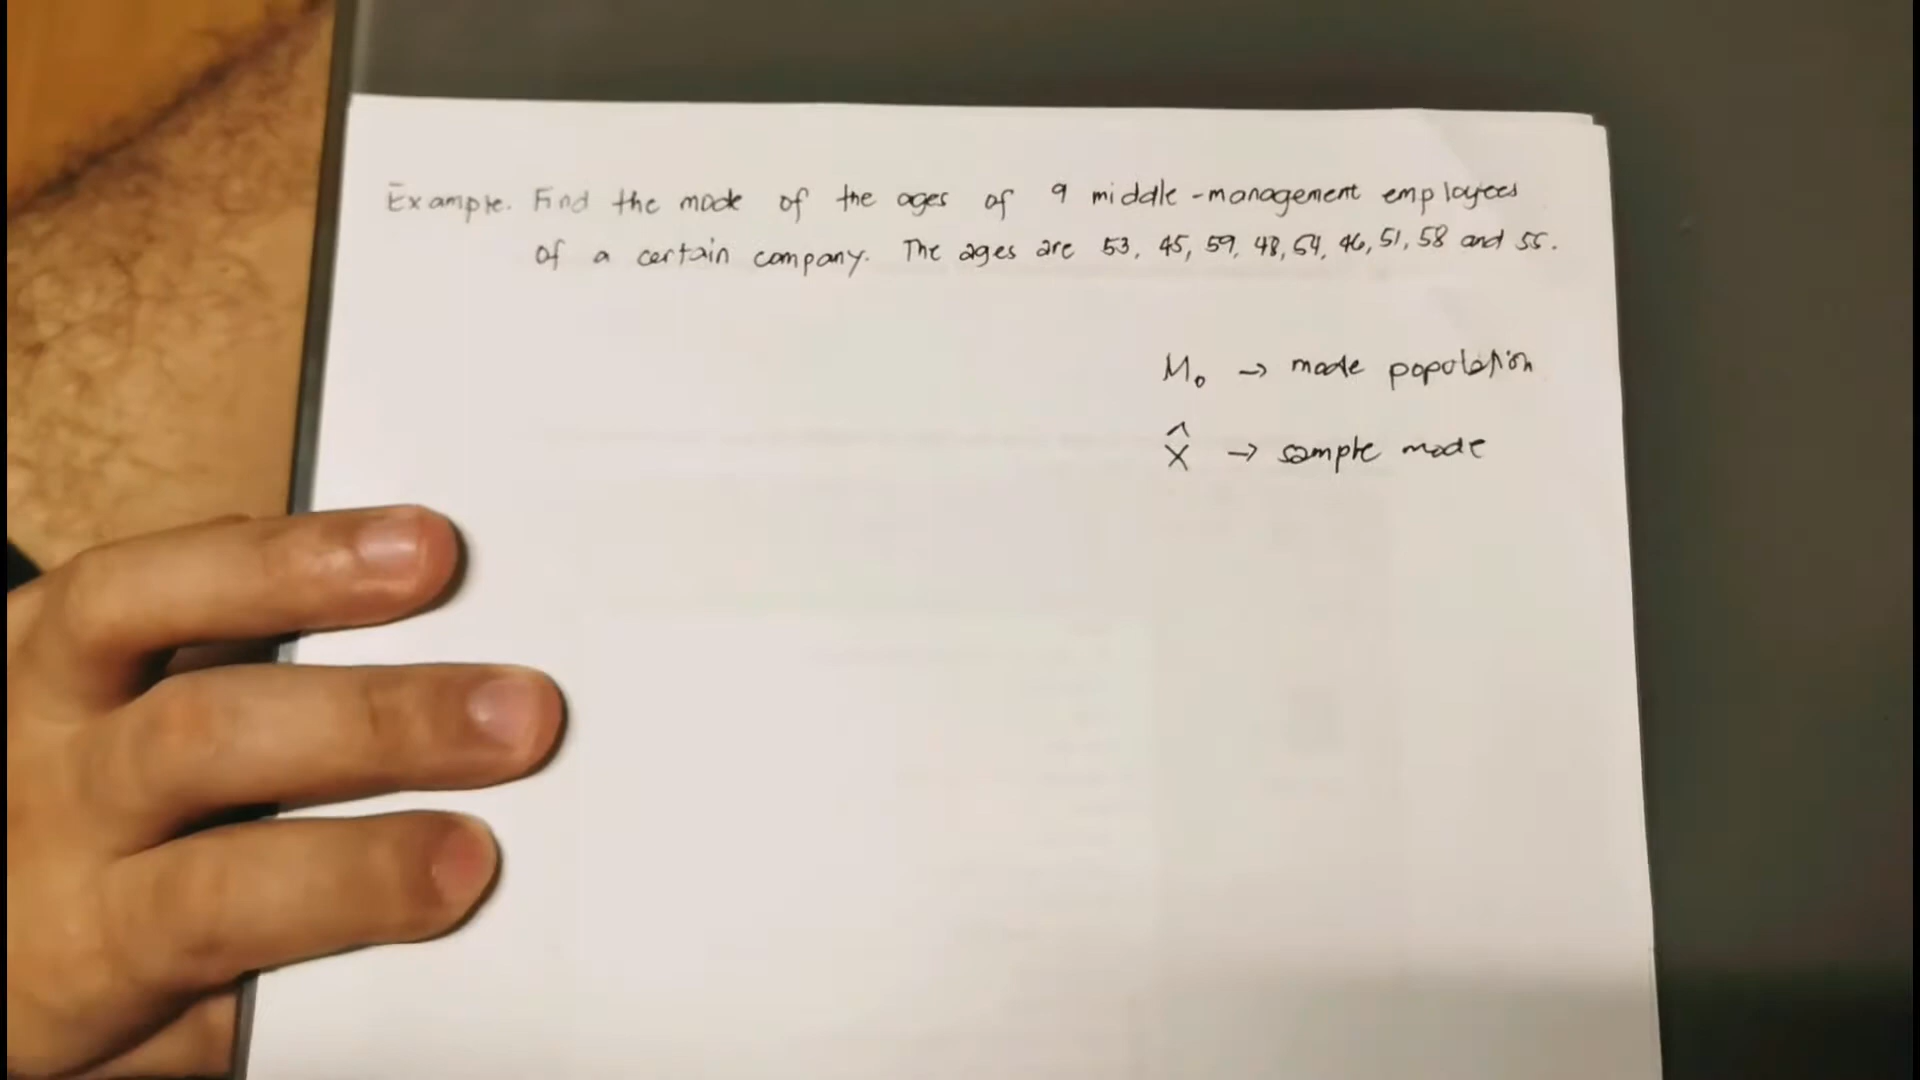 Example. Find the mode of the ages of 9 middle-management employees
of a certain company. The ages are 53, 45, 59, 48, 54, 46, 51, 58 and 55.
M₀ → mode population
X̂ → sample mode